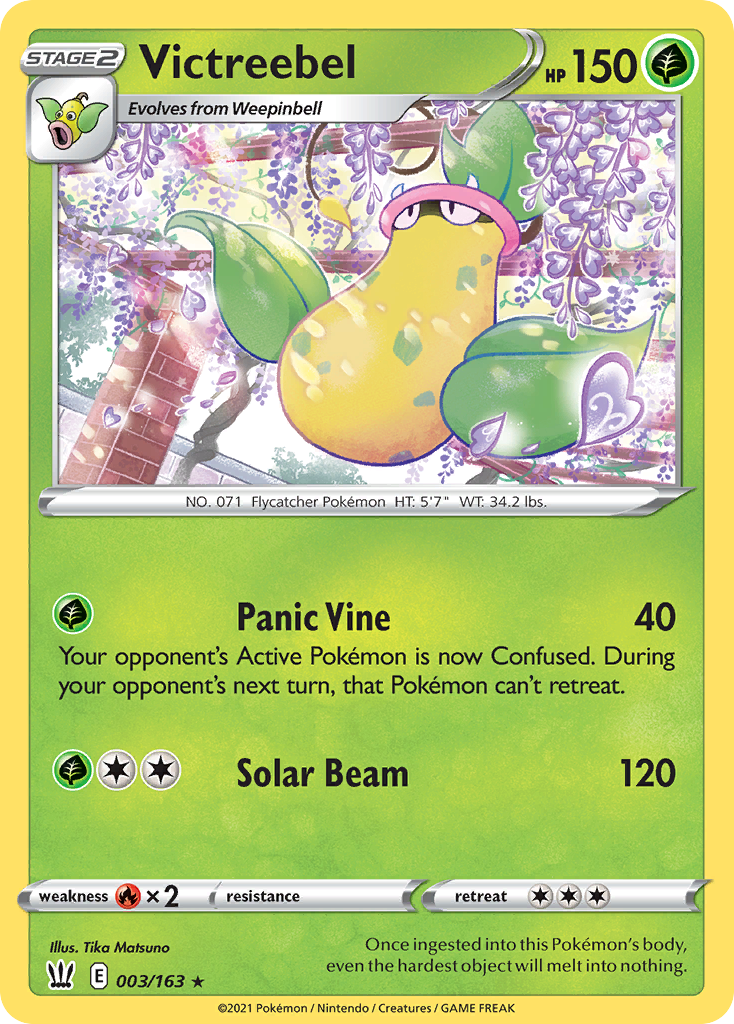 STAGE 2
Victreebel
HP 150
Evolves from Weepinbell
NO. 071 Flycatcher Pokémon HT: 5'7" WT: 34.2 lbs.
Panic Vine 40
Your opponent's Active Pokémon is now Confused. During
your opponent's next turn, that Pokémon can't retreat.
Solar Beam 120
weakness ×2 resistance retreat
Illus. Tika Matsuno
Once ingested into this Pokémon's body,
even the hardest object will melt into nothing.
E 003/163 ★
©2021 Pokémon / Nintendo / Creatures / GAME FREAK